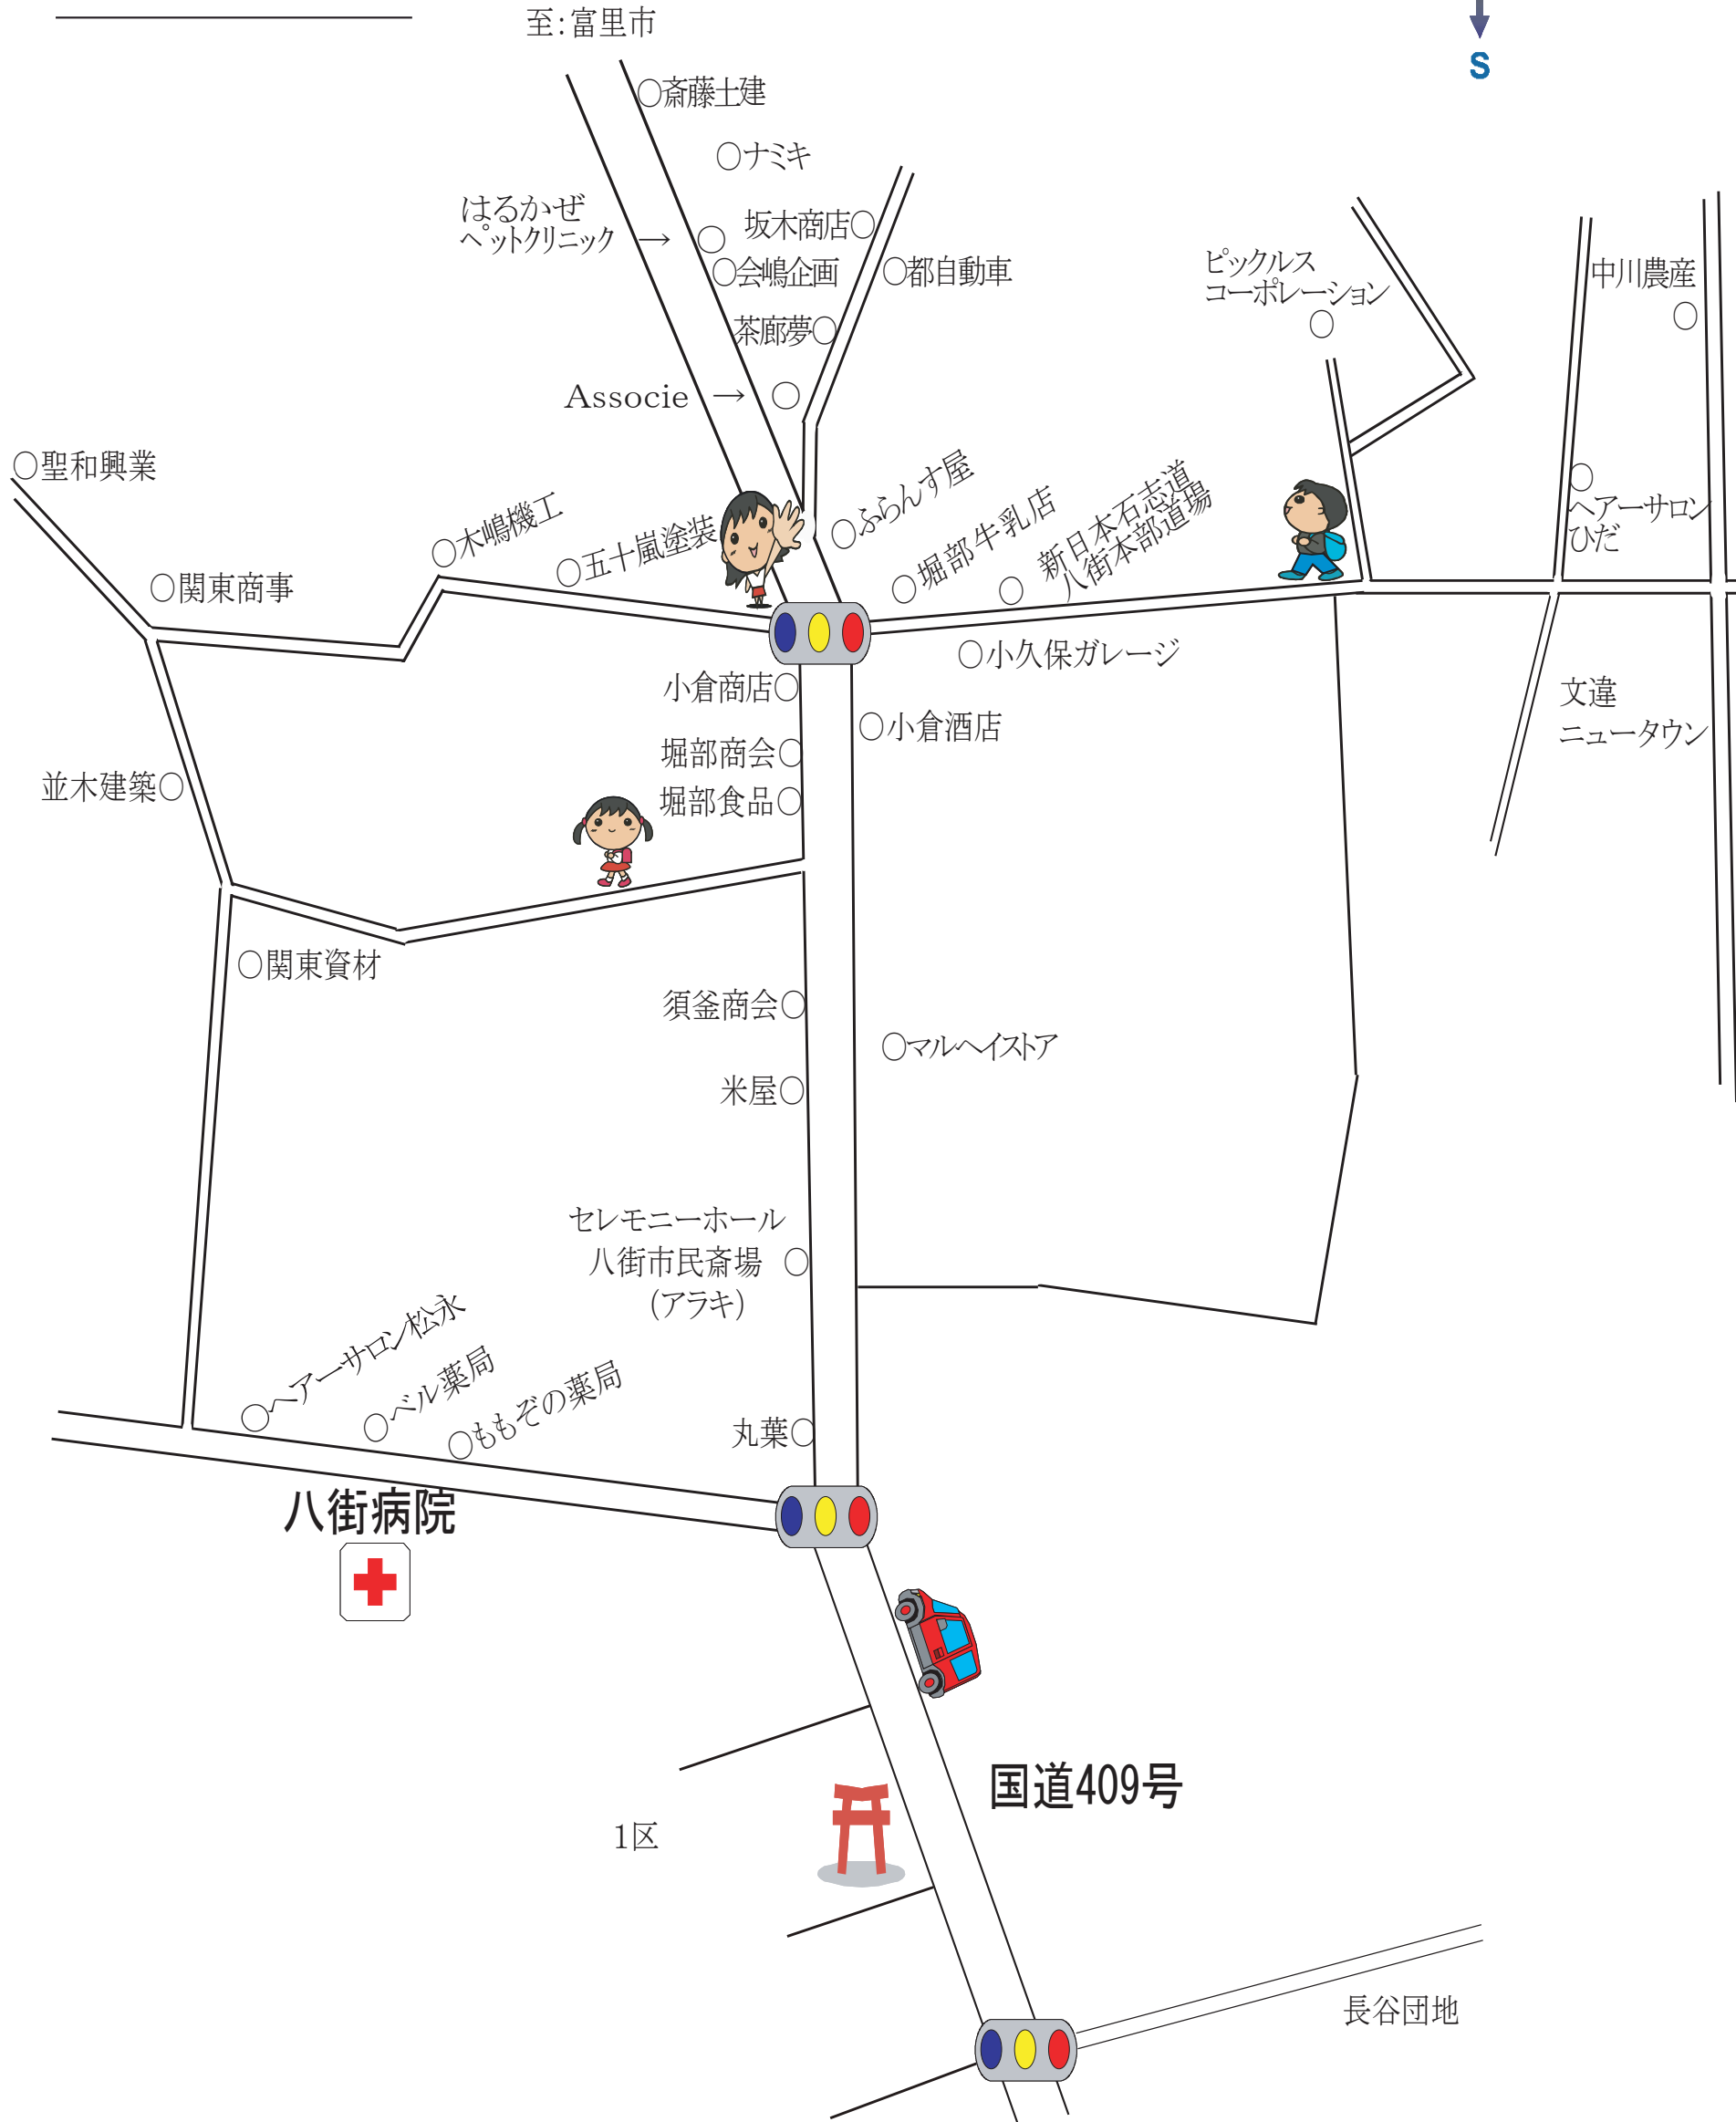 至:富里市
S
○斎藤土建
○ナミキ
はるかぜ
ペットクリニック → ○
坂木商店○
○会嶋企画
○都自動車
茶廊夢○
Associe → ○
ピックルス
コーポレーション
○
中川農産
○
○聖和興業
○関東商事
○木嶋機工
○五十嵐塗装
○ふらんす屋
○堀部牛乳店
○新日本石志道
八街本部道場
○
ヘアーサロン
ひだ
○小久保ガレージ
小倉商店○
○小倉酒店
堀部商会○
堀部食品○
文違
ニュータウン
並木建築○
○関東資材
須釜商会○
○マルヘイストア
米屋○
セレモニーホール
八街市民斎場 ○
(アラキ)
○ヘアーサロン松永
○ベル薬局
○ももぞの薬局
丸葉○
八街病院
国道409号
1区
長谷団地